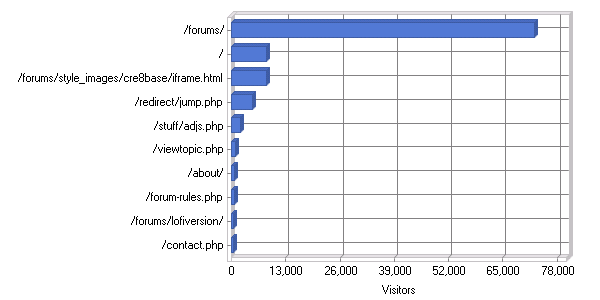 /forums/
/
/forums/style_images/cre8base/iframe.html
/redirect/jump.php
/stuff/adjs.php
/viewtopic.php
/about/
/forum-rules.php
/forums/lofiversion/
/contact.php
0 13,000 26,000 39,000 52,000 65,000 78,000
Visitors